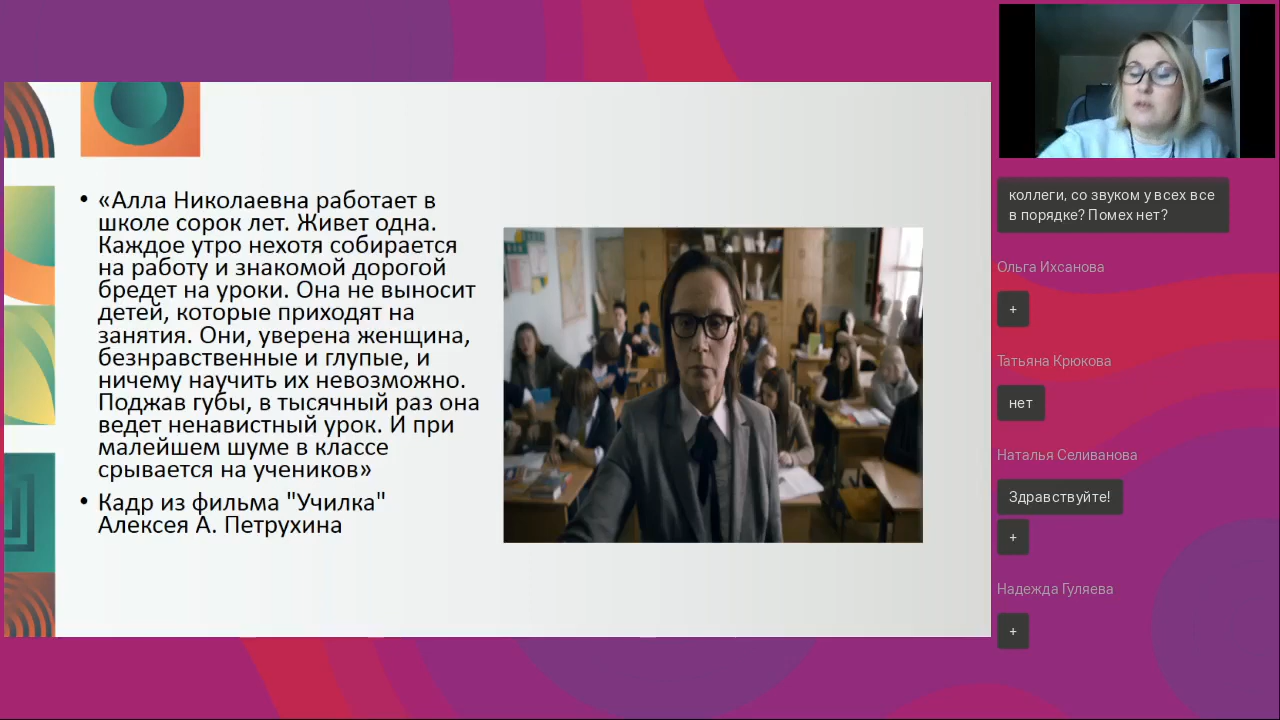 • «Алла Николаевна работает в
школе сорок лет. Живет одна.
Каждое утро нехотя собирается
на работу и знакомой дорогой
бредет на уроки. Она не выносит
детей, которые приходят на
занятия. Они, уверена женщина,
безнравственные и глупые, и
ничему научить их невозможно.
Поджав губы, в тысячный раз она
ведет ненавистный урок. И при
малейшем шуме в классе
срывается на учеников»
• Кадр из фильма "Училка"
Алексея А. Петрухина
коллеги, со звуком у всех все
в порядке? Помех нет?
Ольга Ихсанова
+
Татьяна Крюкова
нет
Наталья Селиванова
Здравствуйте!
+
Надежда Гуляева
+